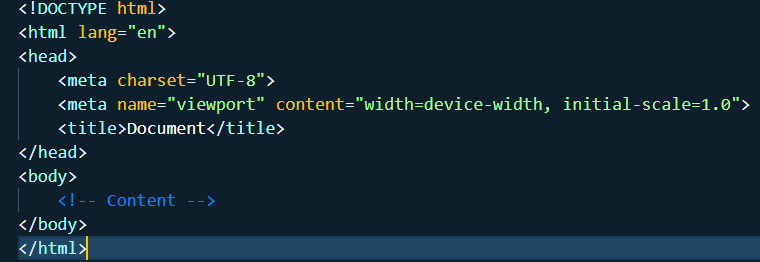 <!DOCTYPE html>
<html lang="en">
<head>
    <meta charset="UTF-8">
    <meta name="viewport" content="width=device-width, initial-scale=1.0">
    <title>Document</title>
</head>
<body>
    <!-- Content -->
</body>
</html>